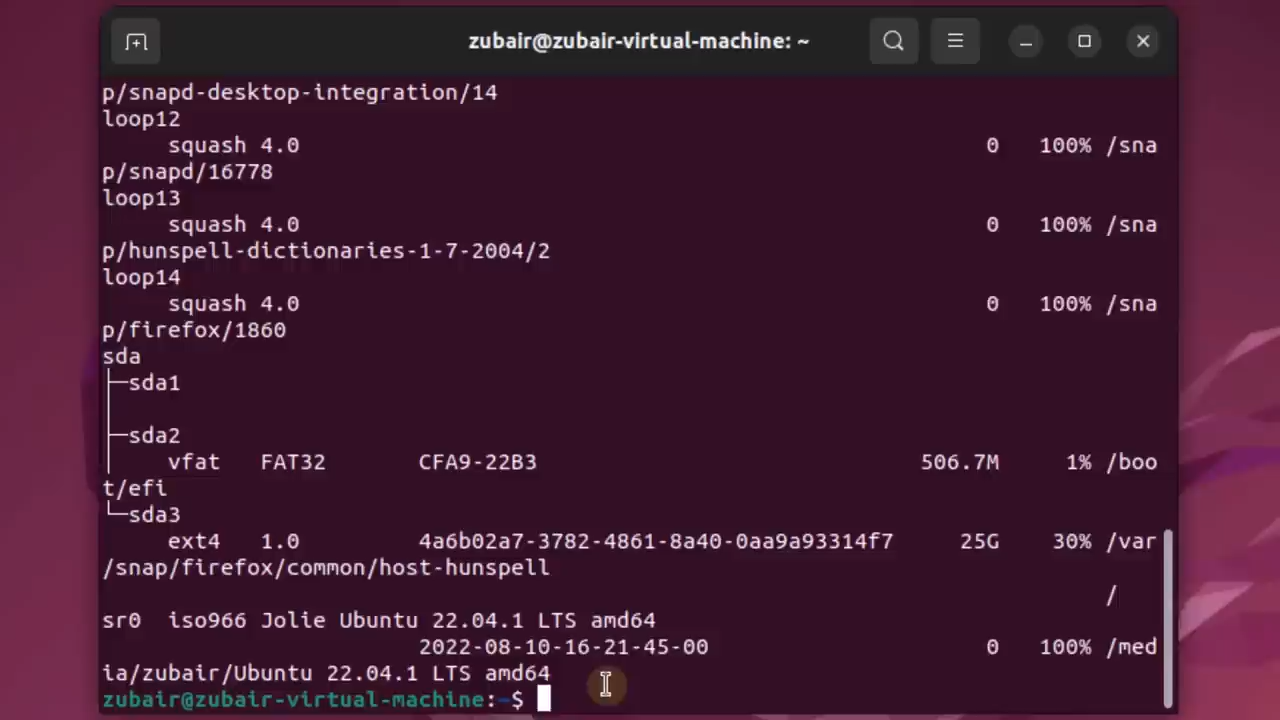 zubair@zubair-virtual-machine: ~
p/snapd-desktop-integration/14
loop12
squash 4.0 0 100% /sna
p/snapd/16778
loop13
squash 4.0 0 100% /sna
p/hunspell-dictionaries-1-7-2004/2
loop14
squash 4.0 0 100% /sna
p/firefox/1860
sda
├─sda1
│
├─sda2
│ vfat FAT32 CFA9-22B3 506.7M 1% /boo
t/efi
└─sda3
ext4 1.0 4a6b02a7-3782-4861-8a40-0aa9a93314f7 25G 30% /var
/snap/firefox/common/host-hunspell
/
sr0 iso966 Jolie Ubuntu 22.04.1 LTS amd64
2022-08-10-16-21-45-00 0 100% /med
ia/zubair/Ubuntu 22.04.1 LTS amd64
zubair@zubair-virtual-machine:~$